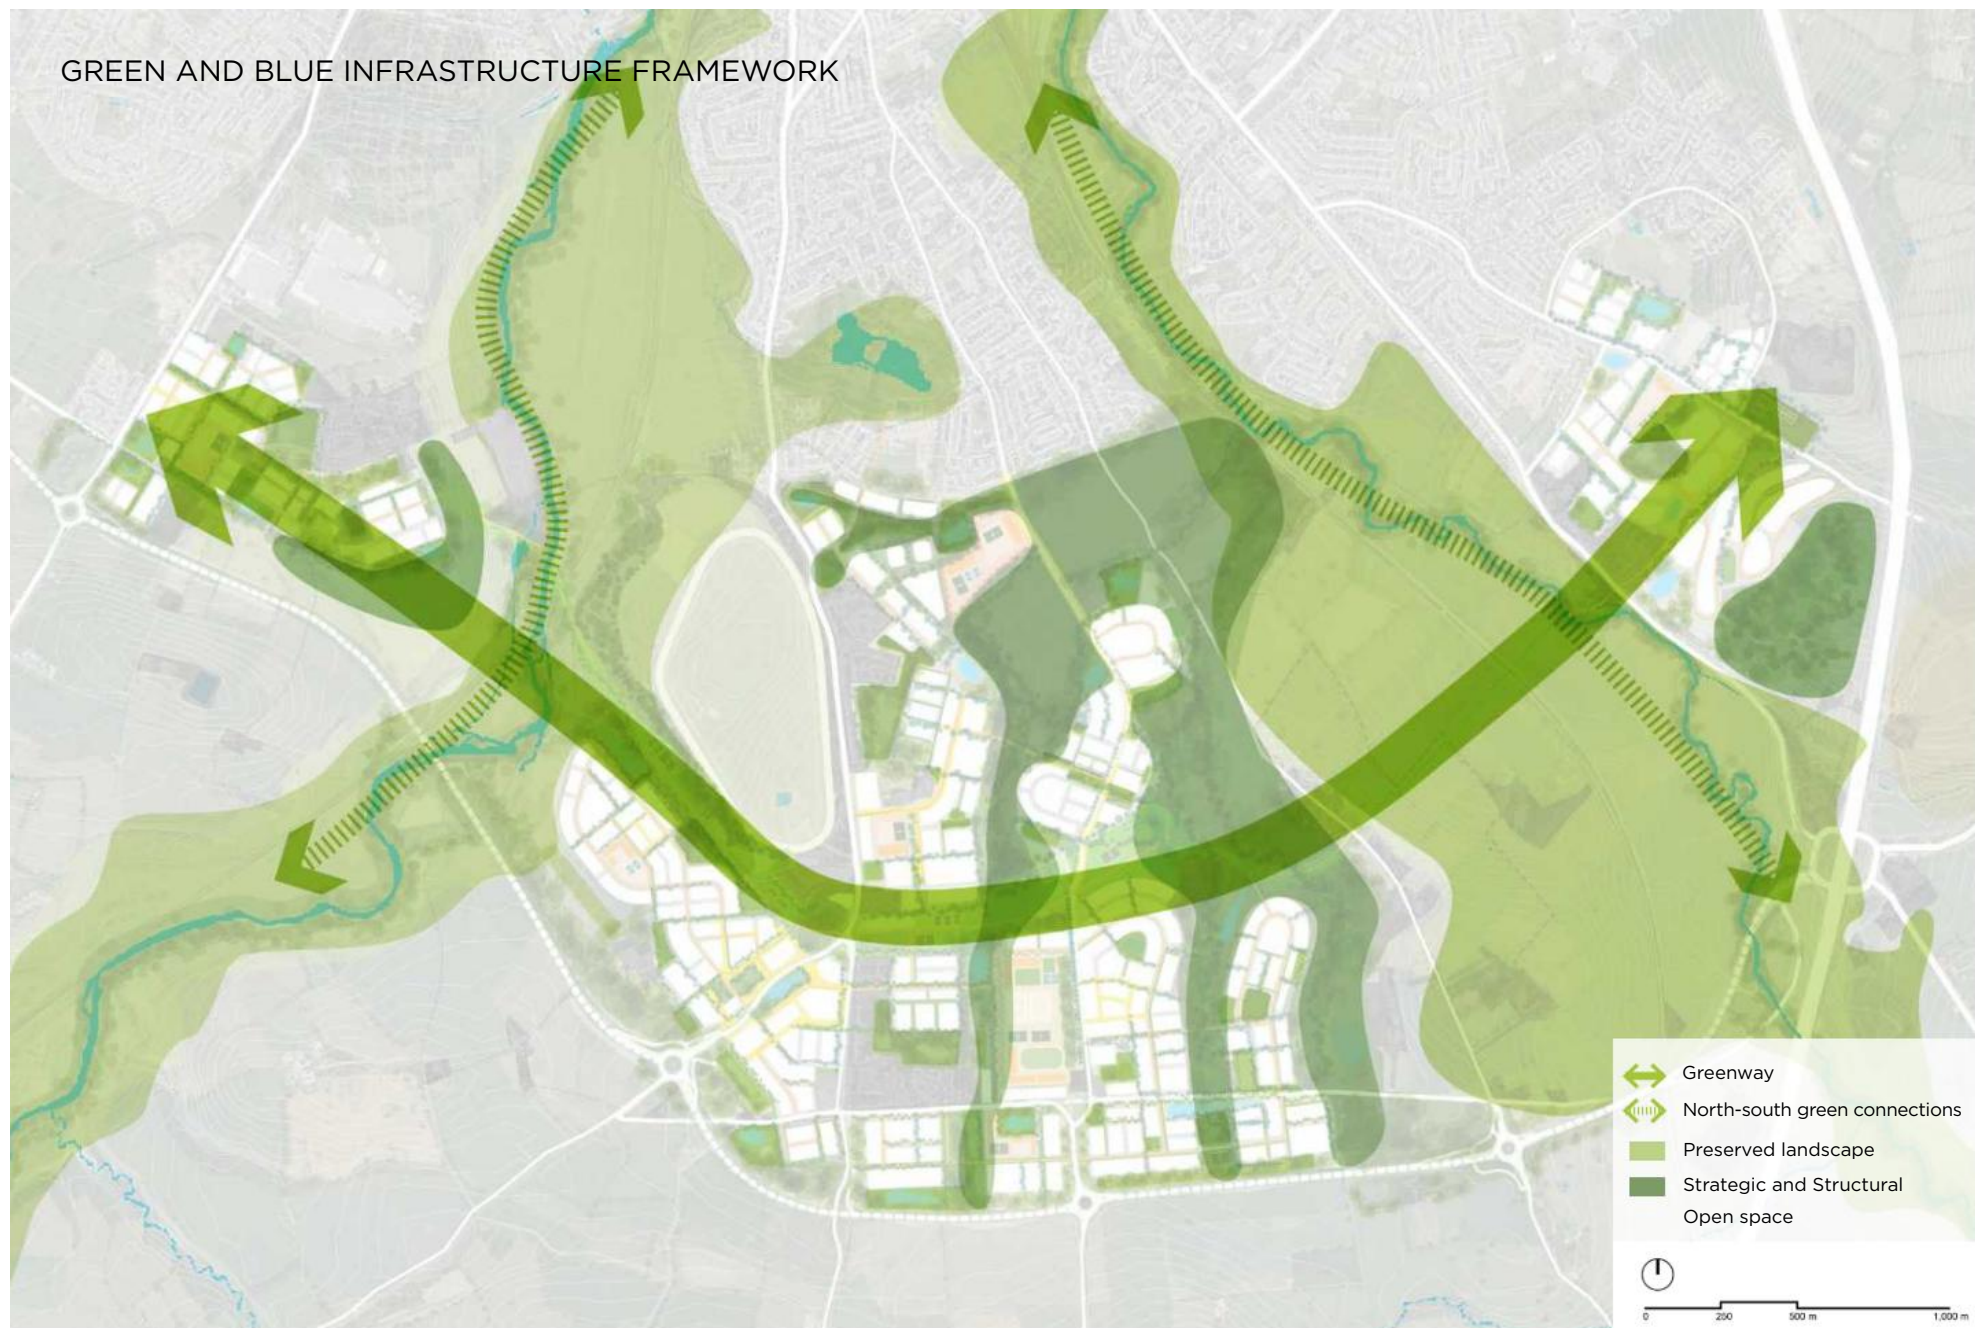 GREEN AND BLUE INFRASTRUCTURE FRAMEWORK
Greenway
North-south green connections
Preserved landscape
Strategic and Structural
Open space
0 250 500 m 1,000 m